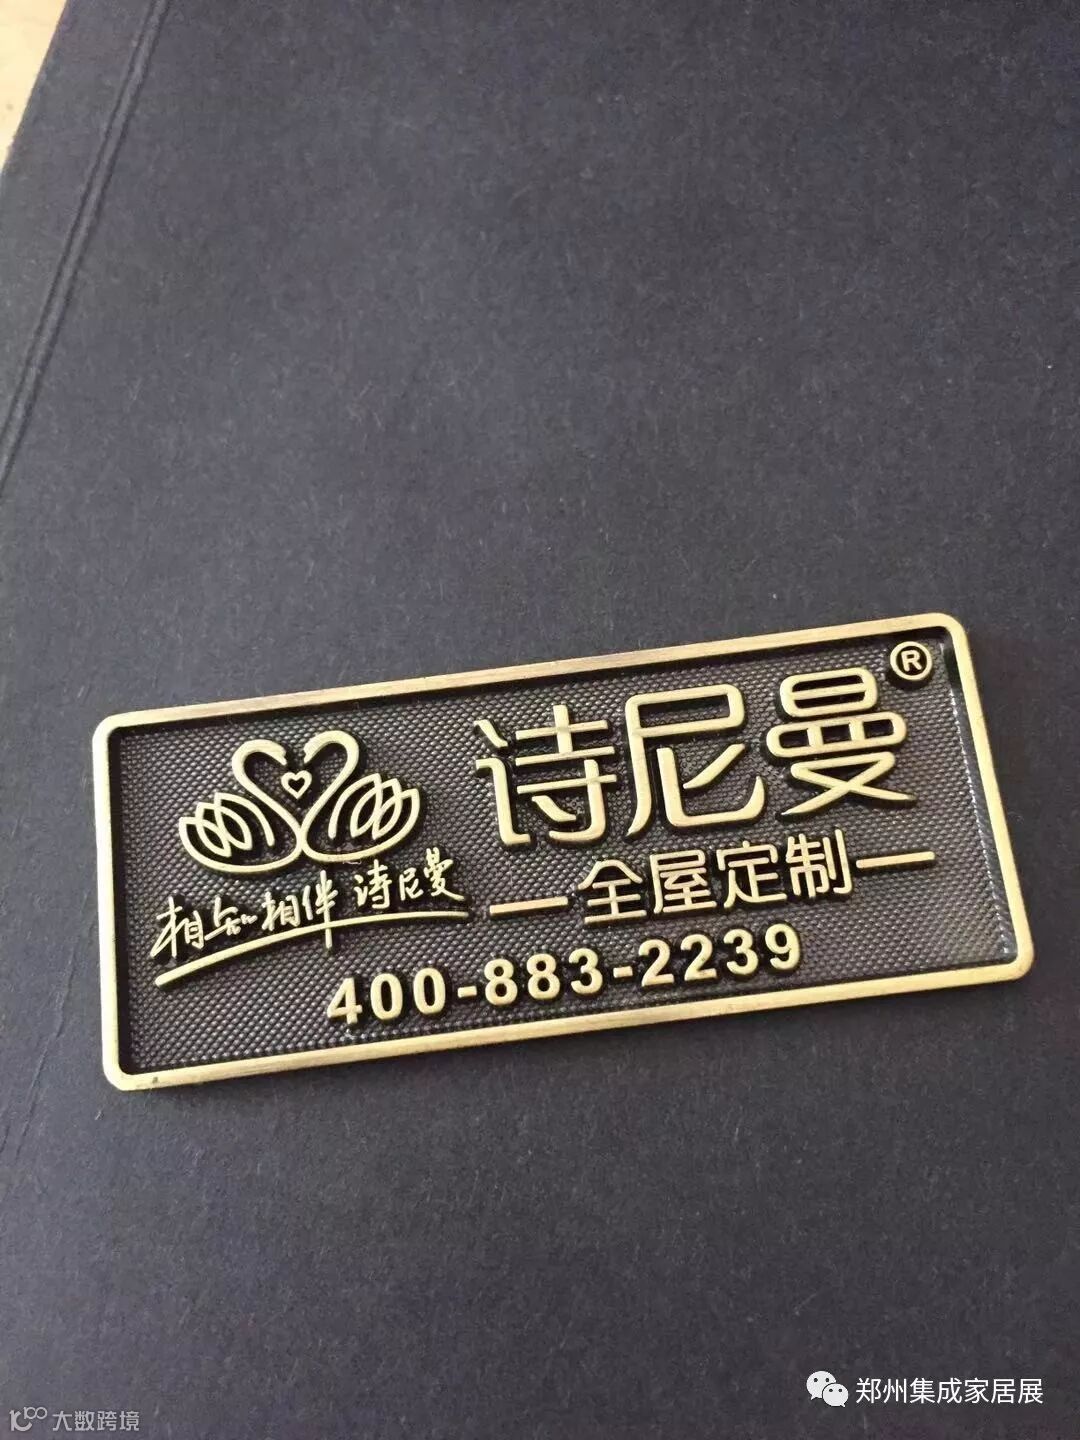 诗尼曼®
相知相伴 诗尼曼
—全屋定制—
400-883-2239
郑州集成家居展
大数跨境